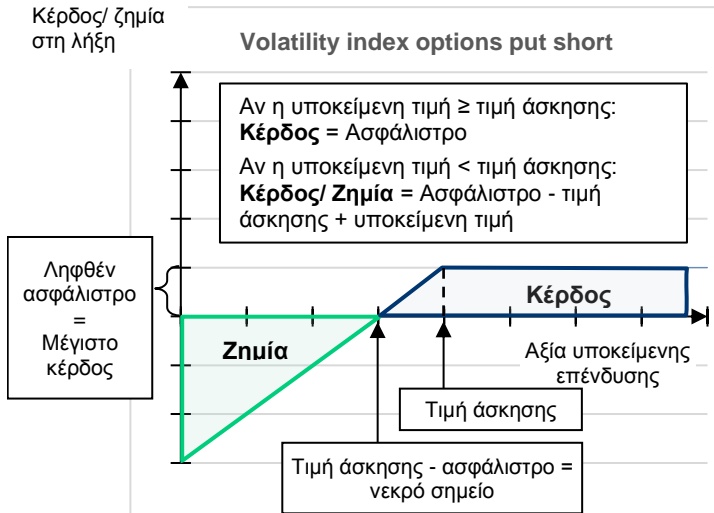 Κέρδος/ ζημία
στη λήξη
Volatility index options put short
Αν η υποκείμενη τιμή ≥ τιμή άσκησης:
Κέρδος = Ασφάλιστρο
Αν η υποκείμενη τιμή < τιμή άσκησης:
Κέρδος/ Ζημία = Ασφάλιστρο - τιμή
άσκησης + υποκείμενη τιμή
Ληφθέν
ασφάλιστρο
=
Μέγιστο
κέρδος
Κέρδος
Ζημία
Αξία υποκείμενης
επένδυσης
Τιμή άσκησης
Τιμή άσκησης - ασφάλιστρο =
νεκρό σημείο